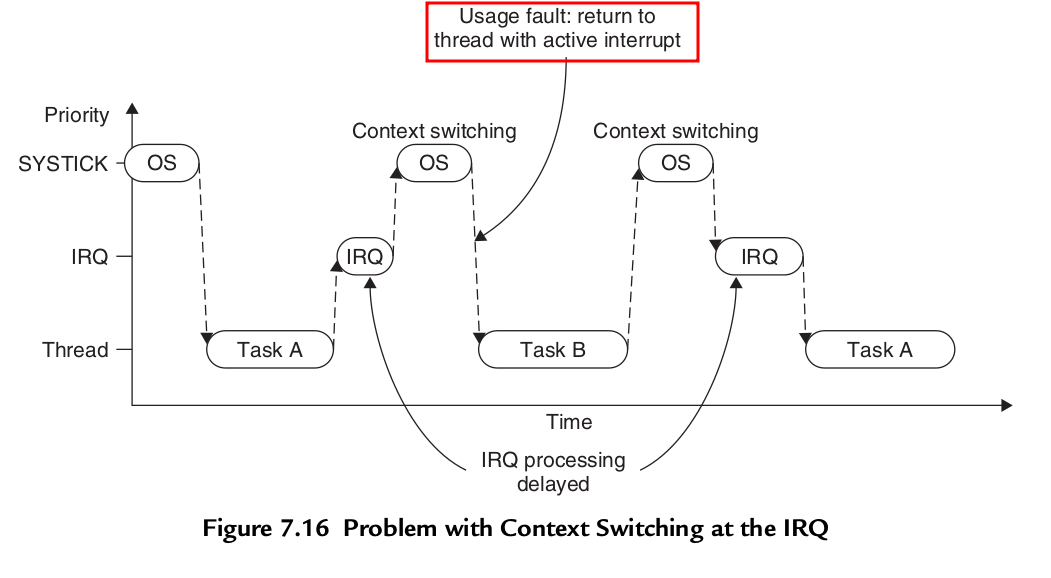 Usage fault: return to
thread with active interrupt
Priority
Context switching
Context switching
SYSTICK
OS
OS
OS
IRQ
IRQ
IRQ
Thread
Task A
Task B
Task A
Time
IRQ processing
delayed
Figure 7.16 Problem with Context Switching at the IRQ